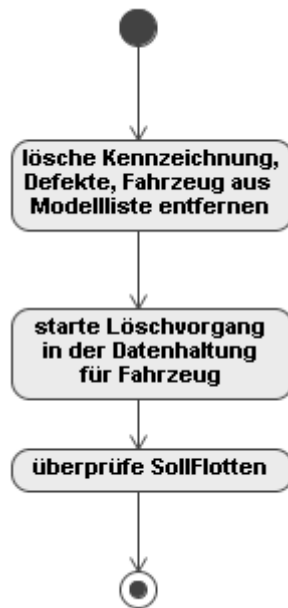 lösche Kennzeichnung,
Defekte, Fahrzeug aus
Modellliste entfernen
starte Löschvorgang
in der Datenhaltung
für Fahrzeug
überprüfe SollFlotten